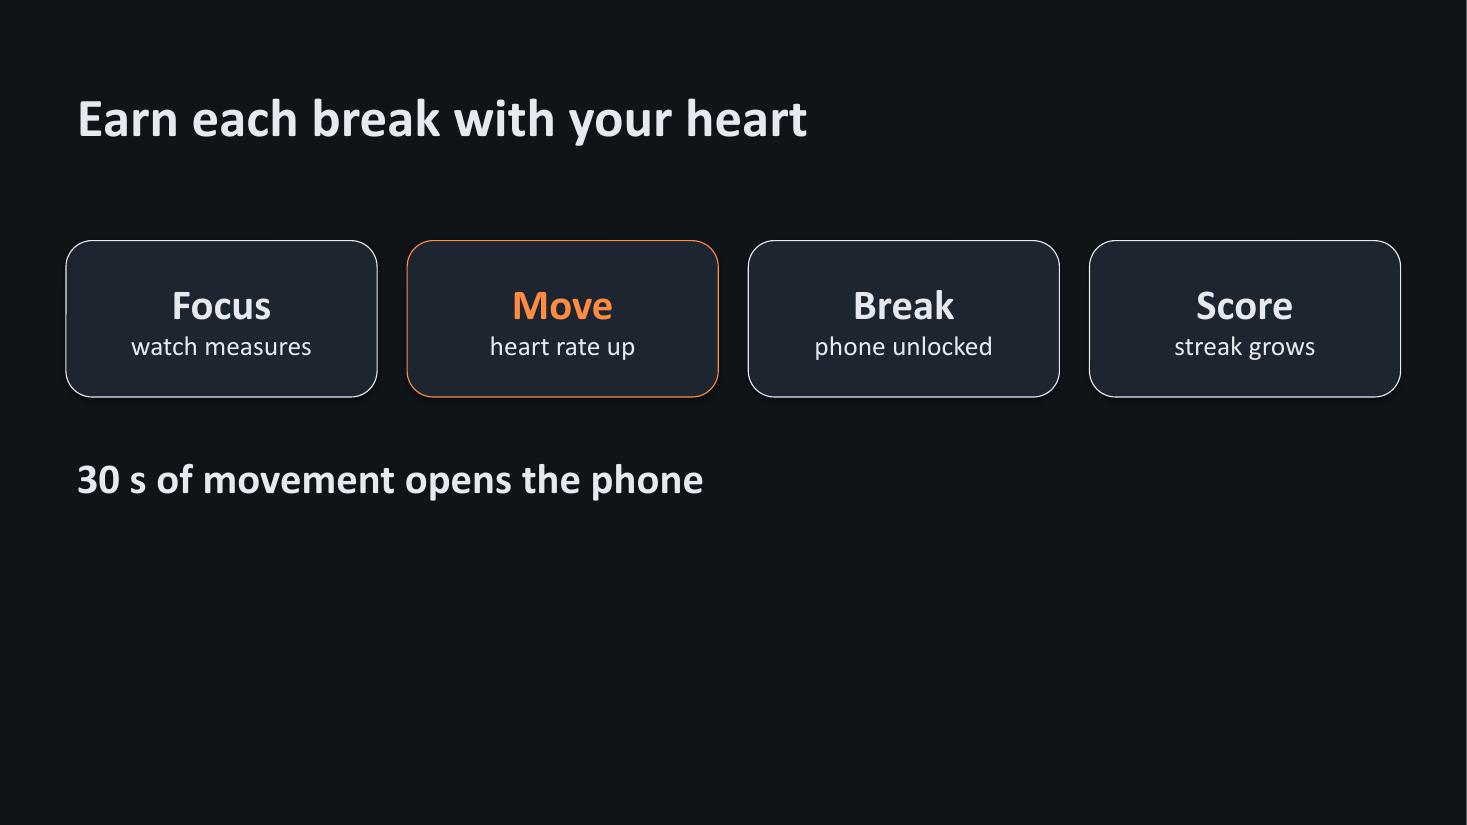 Earn each break with your heart
Focus
watch measures
Move
heart rate up
Break
phone unlocked
Score
streak grows
30 s of movement opens the phone